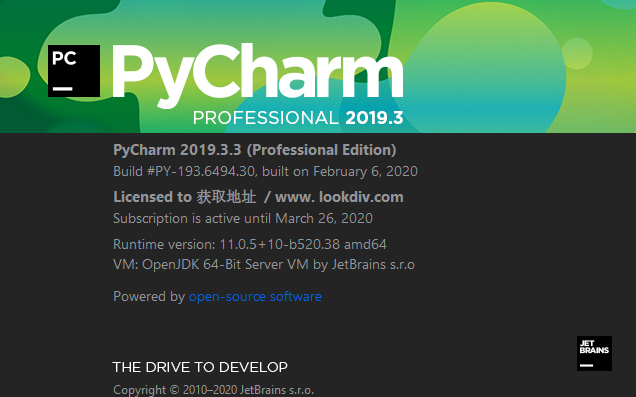 PC
PyCharm
PROFESSIONAL 2019.3
PyCharm 2019.3.3 (Professional Edition)
Build #PY-193.6494.30, built on February 6, 2020
Licensed to 获取地址 / www. lookdiv.com
Subscription is active until March 26, 2020
Runtime version: 11.0.5+10-b520.38 amd64
VM: OpenJDK 64-Bit Server VM by JetBrains s.r.o
Powered by open-source software
JET
BRAINS
THE DRIVE TO DEVELOP
Copyright © 2010–2020 JetBrains s.r.o.